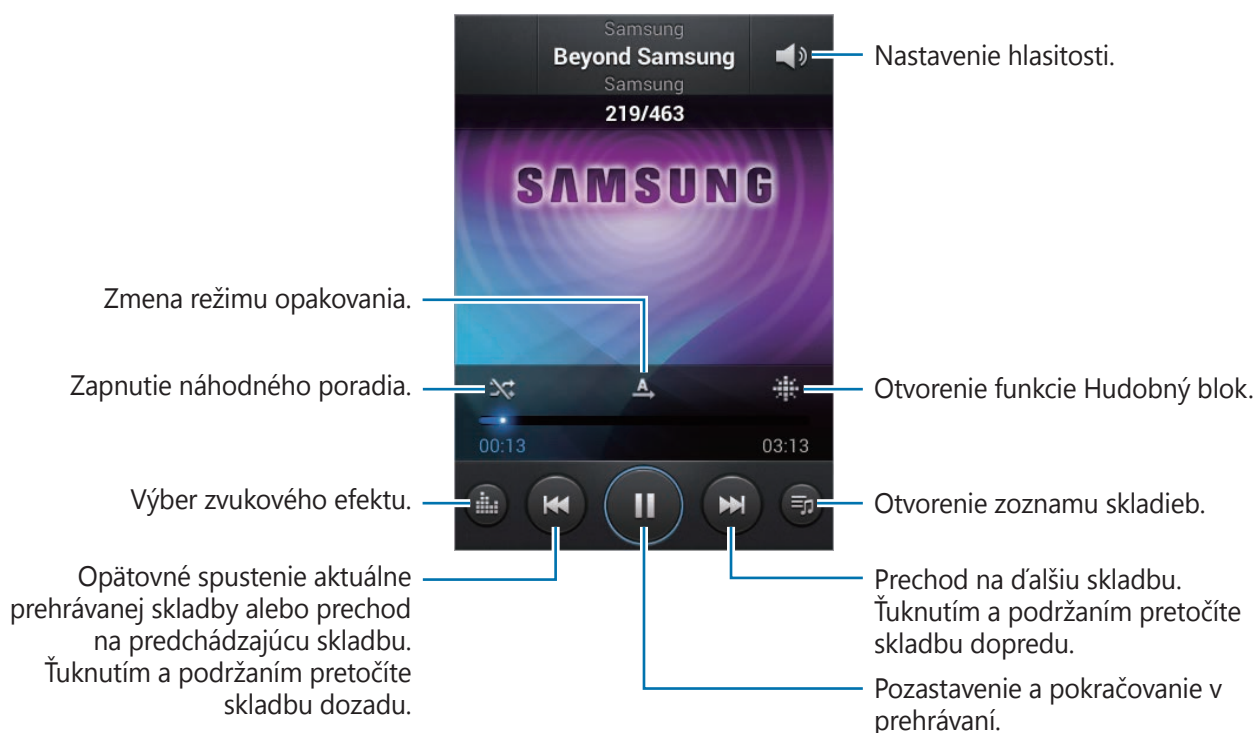 Samsung
Beyond Samsung
Samsung
219/463
Nastavenie hlasitosti.
SAMSUNG
Zmena režimu opakovania.
A
Zapnutie náhodného poradia.
Otvorenie funkcie Hudobný blok.
00:13
03:13
Výber zvukového efektu.
Otvorenie zoznamu skladieb.
Opätovné spustenie aktuálne
prehrávanej skladby alebo prechod
na predchádzajúcu skladbu.
Ťuknutím a podržaním pretočíte
skladbu dozadu.
Prechod na ďalšiu skladbu.
Ťuknutím a podržaním pretočíte
skladbu dopredu.
Pozastavenie a pokračovanie v
prehrávaní.